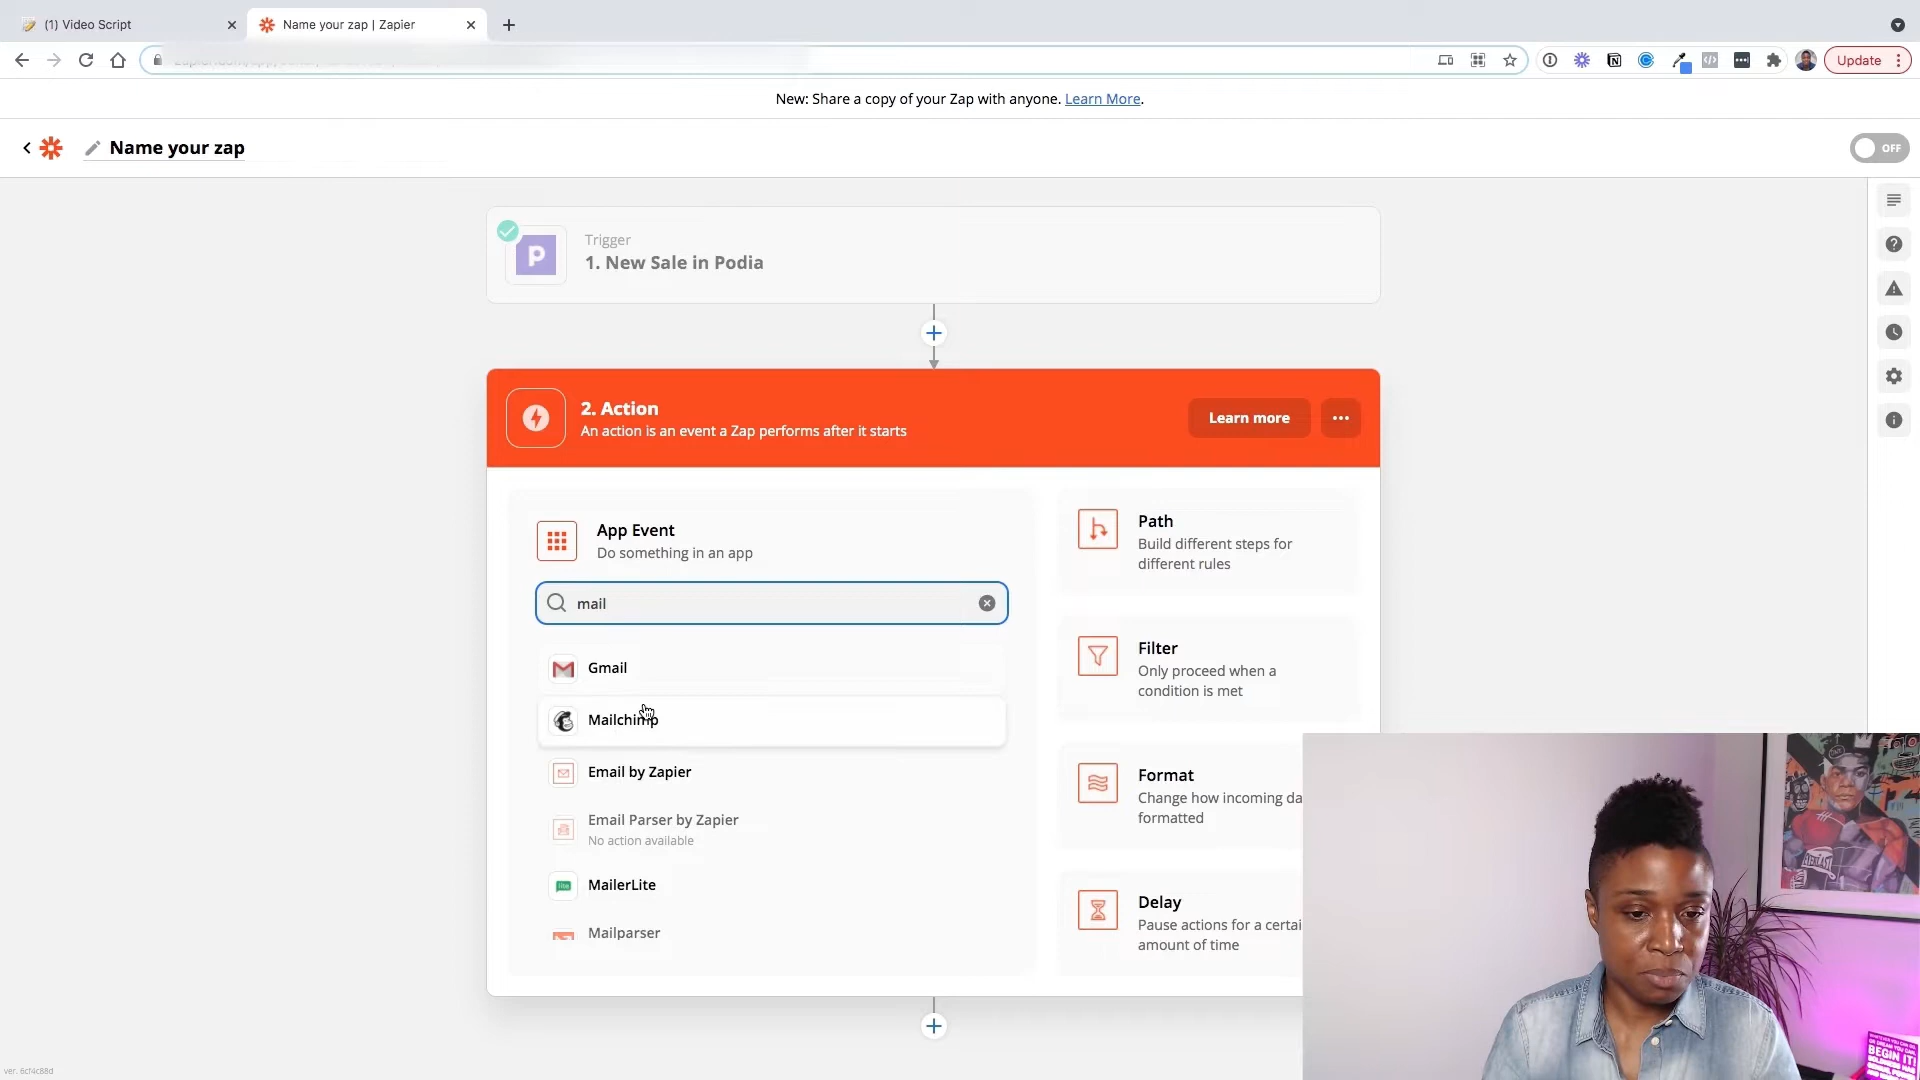 (1) Video Script
Name your zap | Zapier
Update
New: Share a copy of your Zap with anyone. Learn More.
Name your zap
OFF
Trigger
1. New Sale in Podia
2. Action
An action is an event a Zap performs after it starts
Learn more
App Event
Do something in an app
mail
Gmail
Mailchimp
Email by Zapier
Email Parser by Zapier
No action available
MailerLite
Mailparser
Path
Build different steps for
different rules
Filter
Only proceed when a
condition is met
Format
Change how incoming da
formatted
Delay
Pause actions for a certai
amount of time
BEGIN IT!
ver. 6cf4c88d